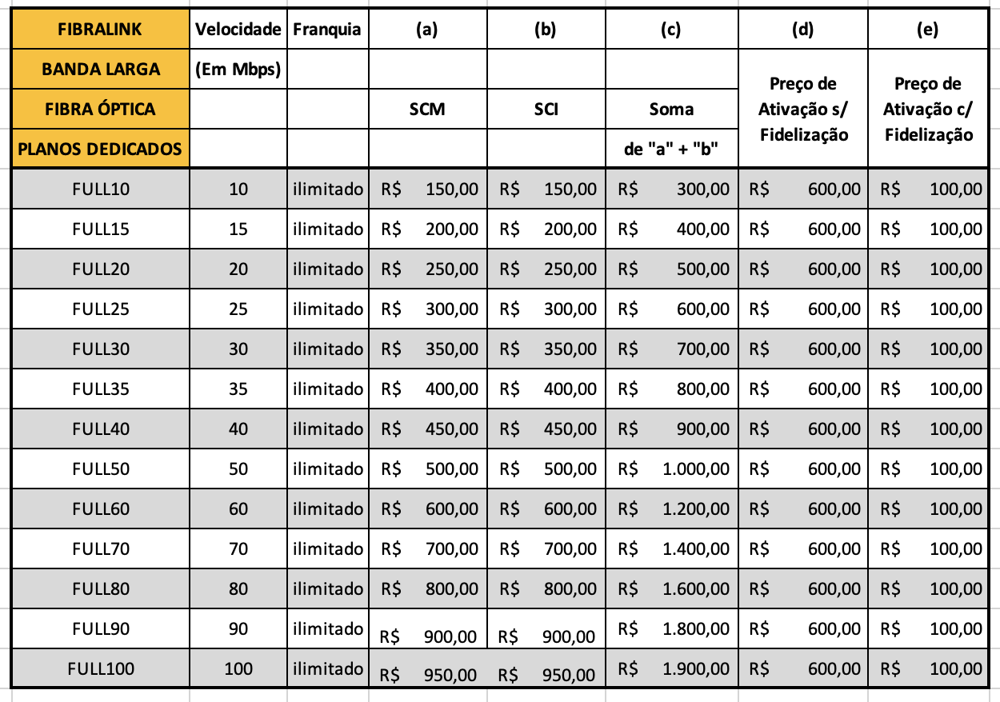 FIBRALINK Velocidade Franquia (a) (b) (c) (d) (e)
BANDA LARGA (Em Mbps)
FIBRA ÓPTICA SCM SCI Soma Preço de Ativação s/ Fidelização Preço de Ativação c/ Fidelização
PLANOS DEDICADOS de "a" + "b"
FULL10 10 ilimitado R$ 150,00 R$ 150,00 R$ 300,00 R$ 600,00 R$ 100,00
FULL15 15 ilimitado R$ 200,00 R$ 200,00 R$ 400,00 R$ 600,00 R$ 100,00
FULL20 20 ilimitado R$ 250,00 R$ 250,00 R$ 500,00 R$ 600,00 R$ 100,00
FULL25 25 ilimitado R$ 300,00 R$ 300,00 R$ 600,00 R$ 600,00 R$ 100,00
FULL30 30 ilimitado R$ 350,00 R$ 350,00 R$ 700,00 R$ 600,00 R$ 100,00
FULL35 35 ilimitado R$ 400,00 R$ 400,00 R$ 800,00 R$ 600,00 R$ 100,00
FULL40 40 ilimitado R$ 450,00 R$ 450,00 R$ 900,00 R$ 600,00 R$ 100,00
FULL50 50 ilimitado R$ 500,00 R$ 500,00 R$ 1.000,00 R$ 600,00 R$ 100,00
FULL60 60 ilimitado R$ 600,00 R$ 600,00 R$ 1.200,00 R$ 600,00 R$ 100,00
FULL70 70 ilimitado R$ 700,00 R$ 700,00 R$ 1.400,00 R$ 600,00 R$ 100,00
FULL80 80 ilimitado R$ 800,00 R$ 800,00 R$ 1.600,00 R$ 600,00 R$ 100,00
FULL90 90 ilimitado R$ 900,00 R$ 900,00 R$ 1.800,00 R$ 600,00 R$ 100,00
FULL100 100 ilimitado R$ 950,00 R$ 950,00 R$ 1.900,00 R$ 600,00 R$ 100,00